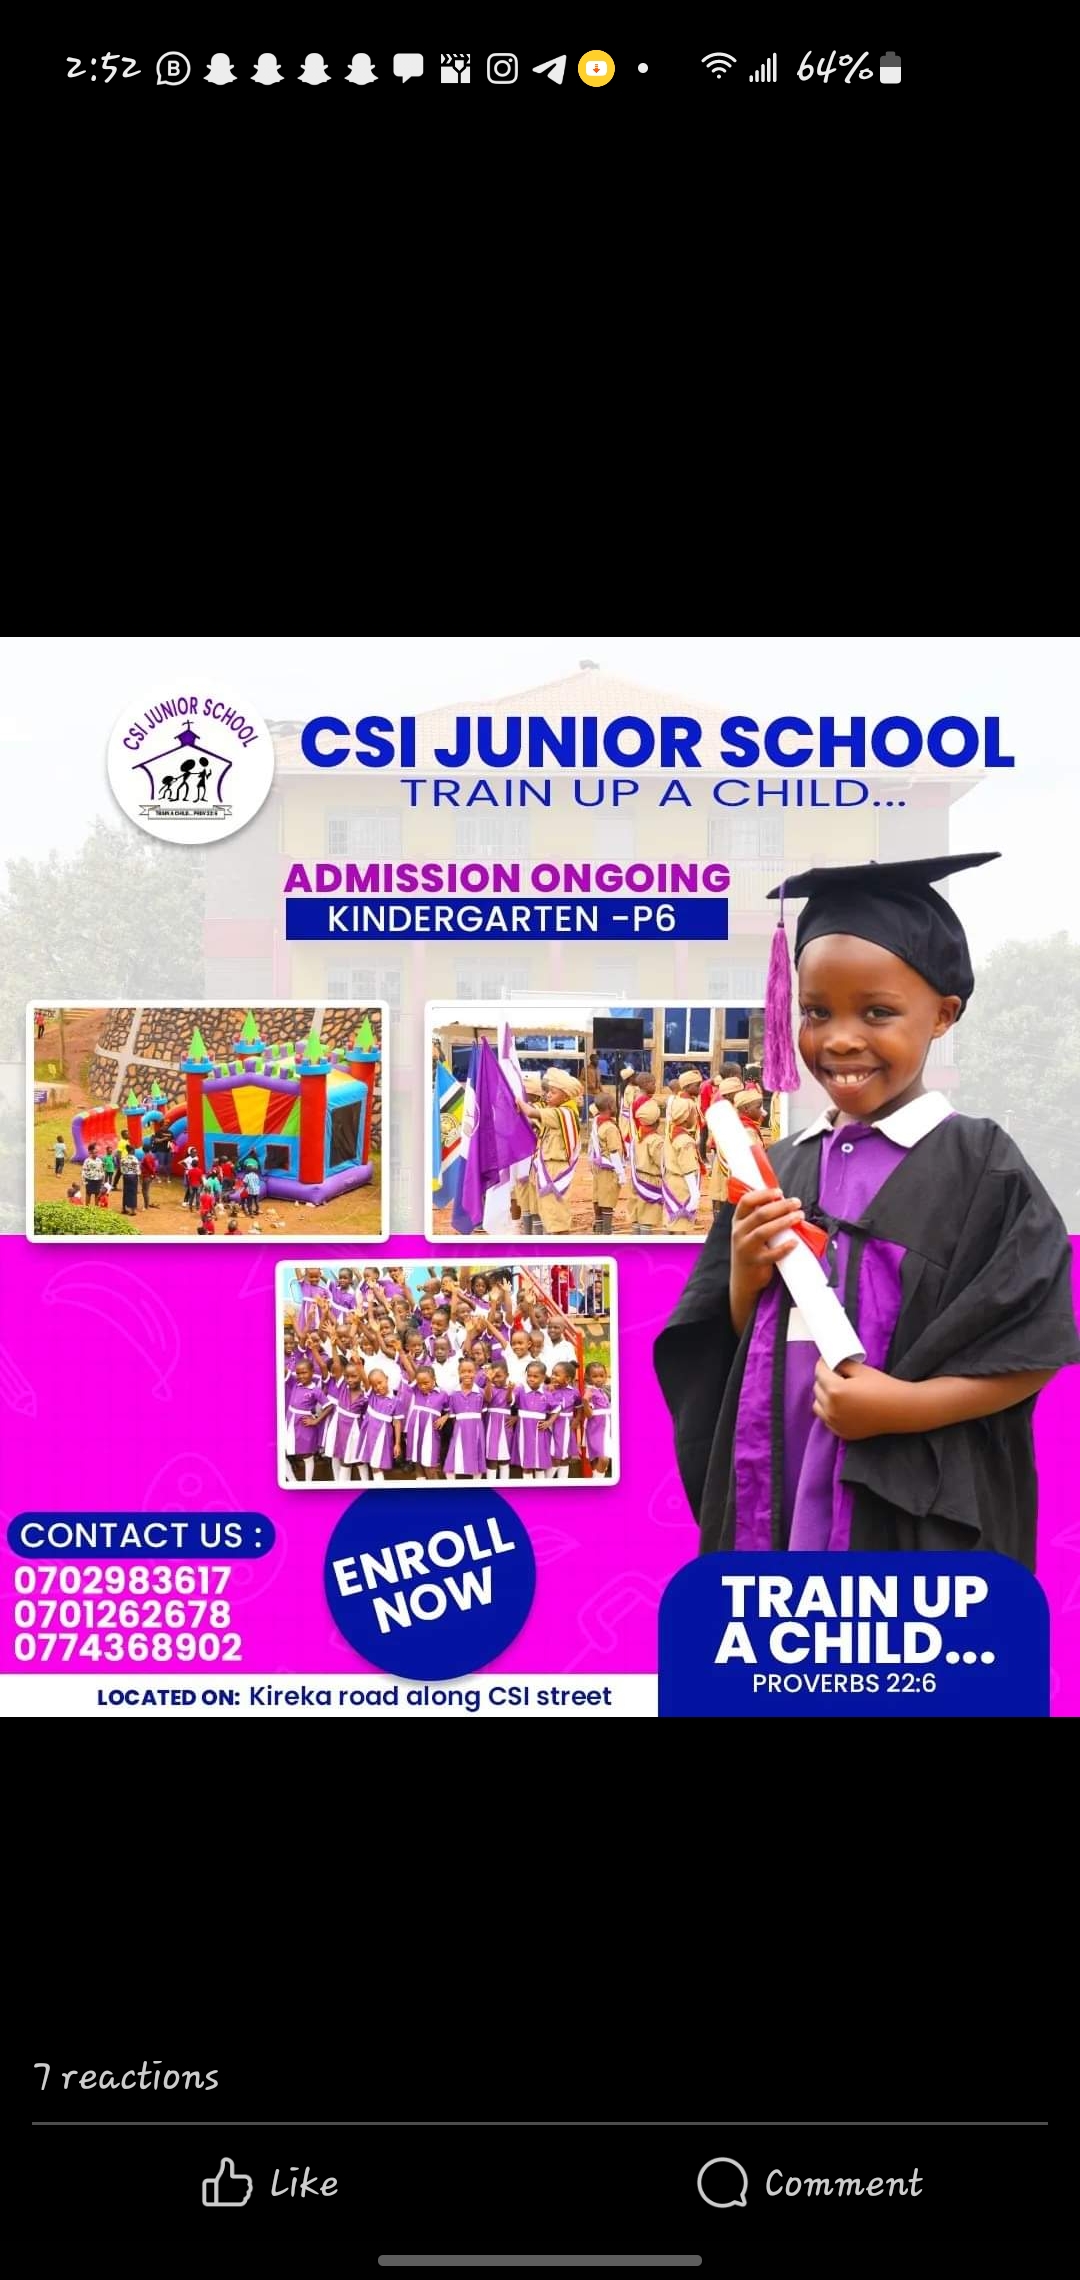 2:52
64%
CSI JUNIOR SCHOOL
CSI JUNIOR SCHOOL
TRAIN UP A CHILD...
ADMISSION ONGOING
KINDERGARTEN -P6
CONTACT US :
0702983617
0701262678
0774368902
ENROLL
NOW
TRAIN UP
A CHILD...
PROVERBS 22:6
LOCATED ON: Kireka road along CSI street
7 reactions
Like
Comment